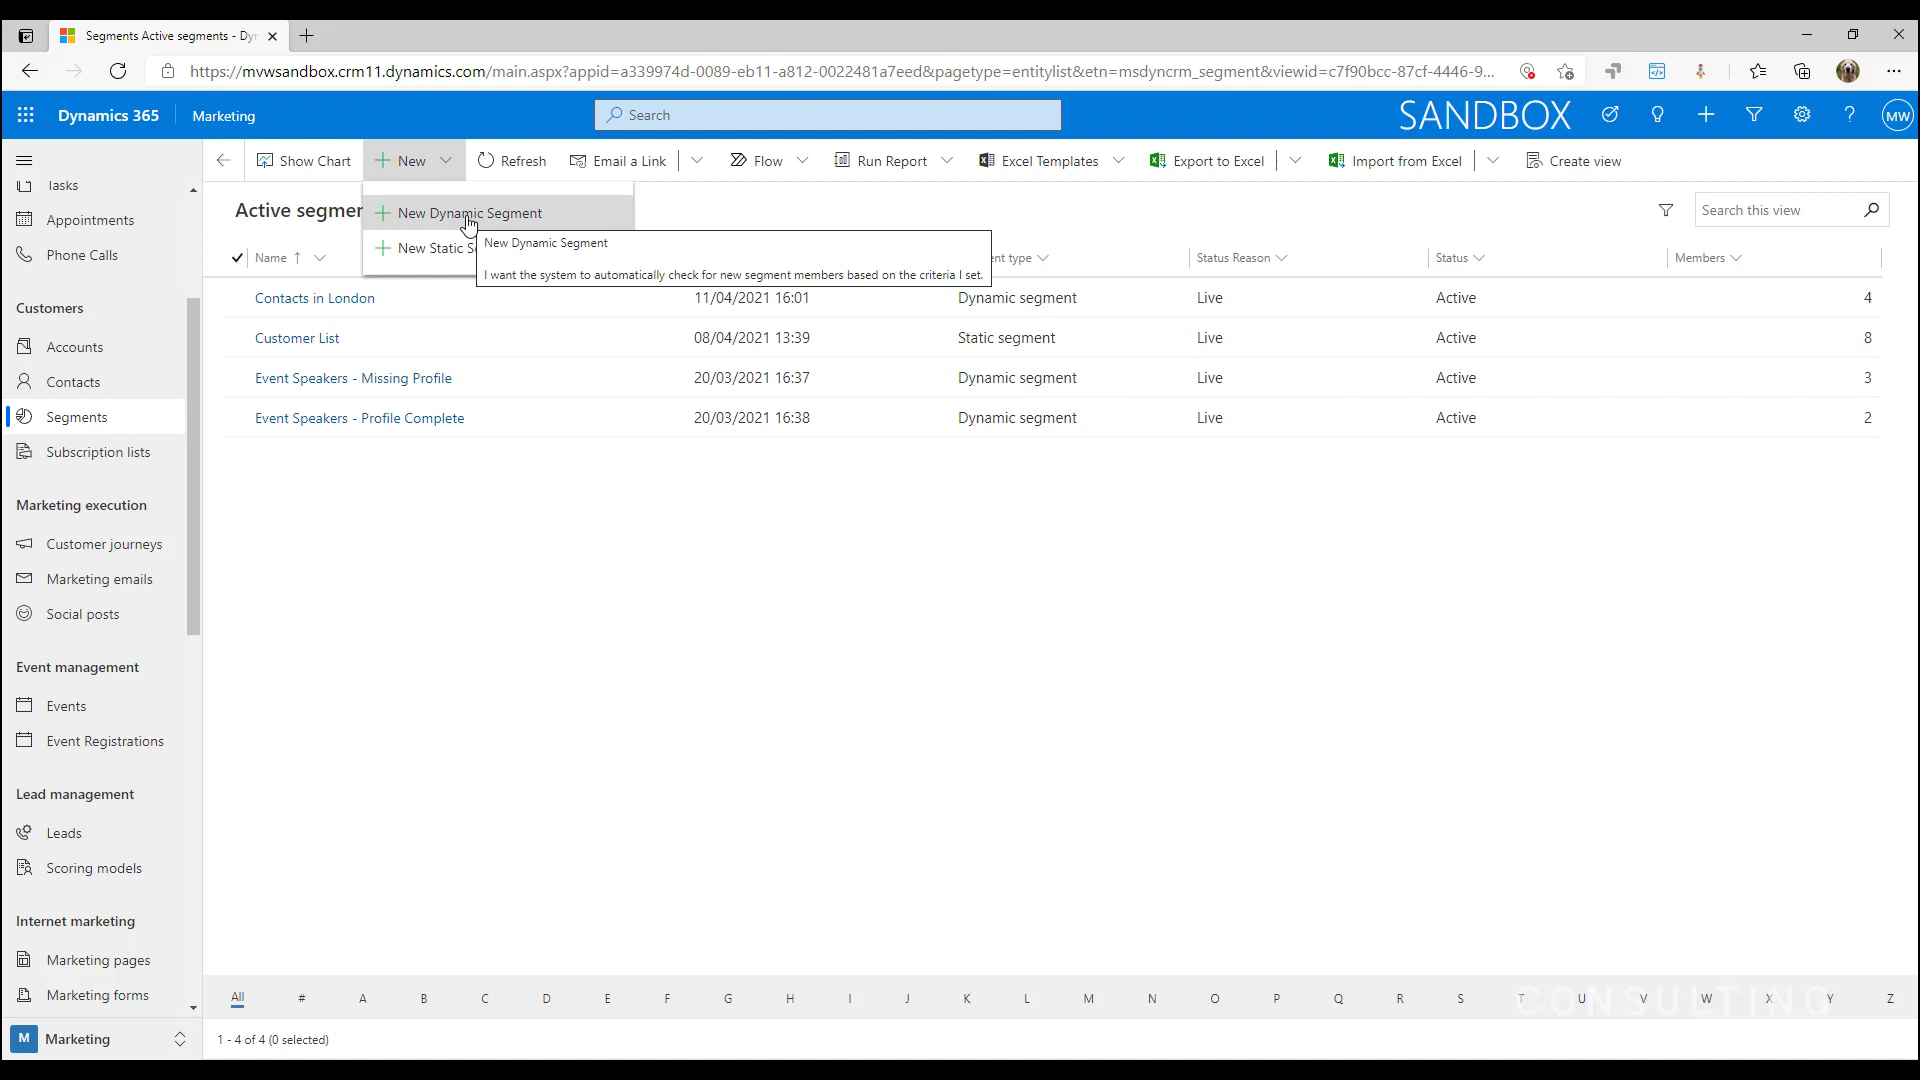 Segments Active segments - Dyn
https://mvwsandbox.crm11.dynamics.com/main.aspx?appid=a339974d-0089-eb11-a812-0022481a7eed&pagetype=entitylist&etn=msdyncrm_segment&viewid=c7f90bcc-87cf-4446-9...
Dynamics 365 Marketing Search SANDBOX MW
Show Chart New Refresh Email a Link Flow Run Report Excel Templates Export to Excel Import from Excel Create view
Tasks
Appointments
Phone Calls
Customers
Accounts
Contacts
Segments
Subscription lists
Marketing execution
Customer journeys
Marketing emails
Social posts
Event management
Events
Event Registrations
Lead management
Leads
Scoring models
Internet marketing
Marketing pages
Marketing forms
M Marketing
Active segmen
Search this view
New Dynamic Segment
New Static S
New Dynamic Segment
I want the system to automatically check for new segment members based on the criteria I set.
Name ↑ nt type Status Reason Status Members
Contacts in London 11/04/2021 16:01 Dynamic segment Live Active 4
Customer List 08/04/2021 13:39 Static segment Live Active 8
Event Speakers - Missing Profile 20/03/2021 16:37 Dynamic segment Live Active 3
Event Speakers - Profile Complete 20/03/2021 16:38 Dynamic segment Live Active 2
All # A B C D E F G H I J K L M N O P Q R S T U V W X Y Z
CONSULTING
1 - 4 of 4 (0 selected)